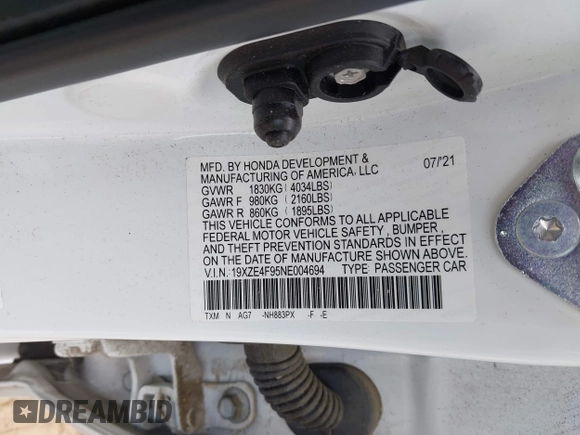 MFD. BY HONDA DEVELOPMENT & 07/'21
MANUFACTURING OF AMERICA, LLC
GVWR 1830KG ( 4034LBS)
GAWR F 980KG ( 2160LBS)
GAWR R 860KG ( 1895LBS)
THIS VEHICLE CONFORMS TO ALL APPLICABLE
FEDERAL MOTOR VEHICLE SAFETY , BUMPER ,
AND THEFT PREVENTION STANDARDS IN EFFECT
ON THE DATE OF MANUFACTURE SHOWN ABOVE.
V.I.N.: 19XZE4F95NE004694 TYPE: PASSENGER CAR
TXM N AG7 -NH883PX -F -E
DREAMBID